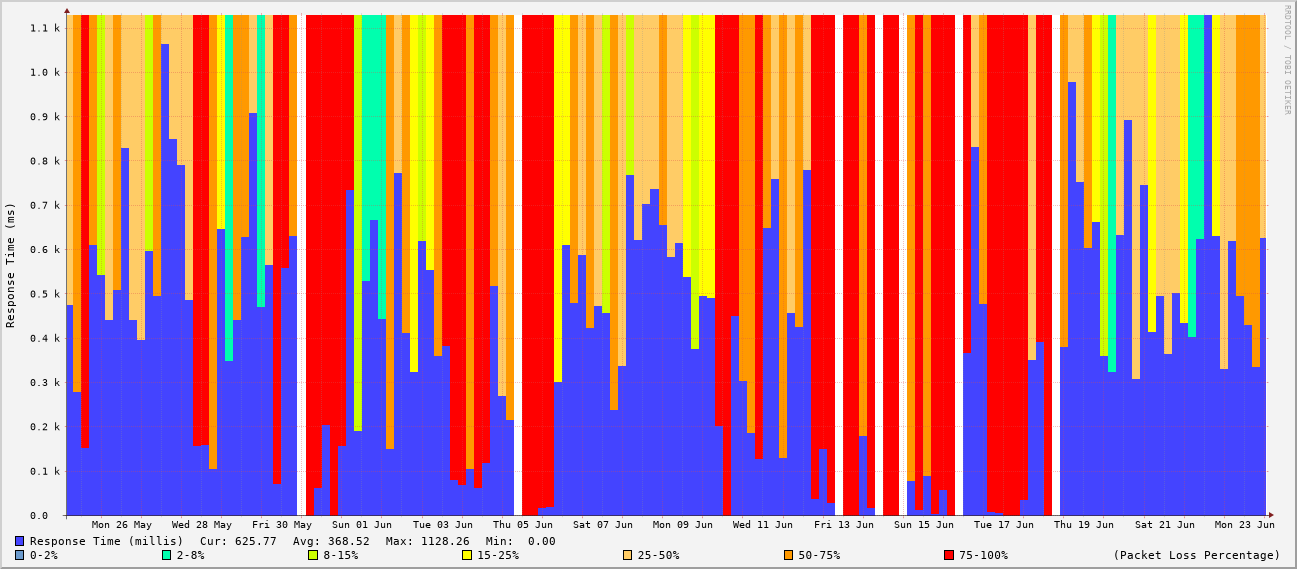 RRDTOOL / TOBI OETIKER
Response Time (ms)
1.1 k
1.0 k
0.9 k
0.8 k
0.7 k
0.6 k
0.5 k
0.4 k
0.3 k
0.2 k
0.1 k
0.0
Mon 26 May Wed 28 May Fri 30 May Sun 01 Jun Tue 03 Jun Thu 05 Jun Sat 07 Jun Mon 09 Jun Wed 11 Jun Fri 13 Jun Sun 15 Jun Tue 17 Jun Thu 19 Jun Sat 21 Jun Mon 23 Jun
Response Time (millis) Cur: 625.77 Avg: 368.52 Max: 1128.26 Min: 0.00
0-2% 2-8% 8-15% 15-25% 25-50% 50-75% 75-100% (Packet Loss Percentage)